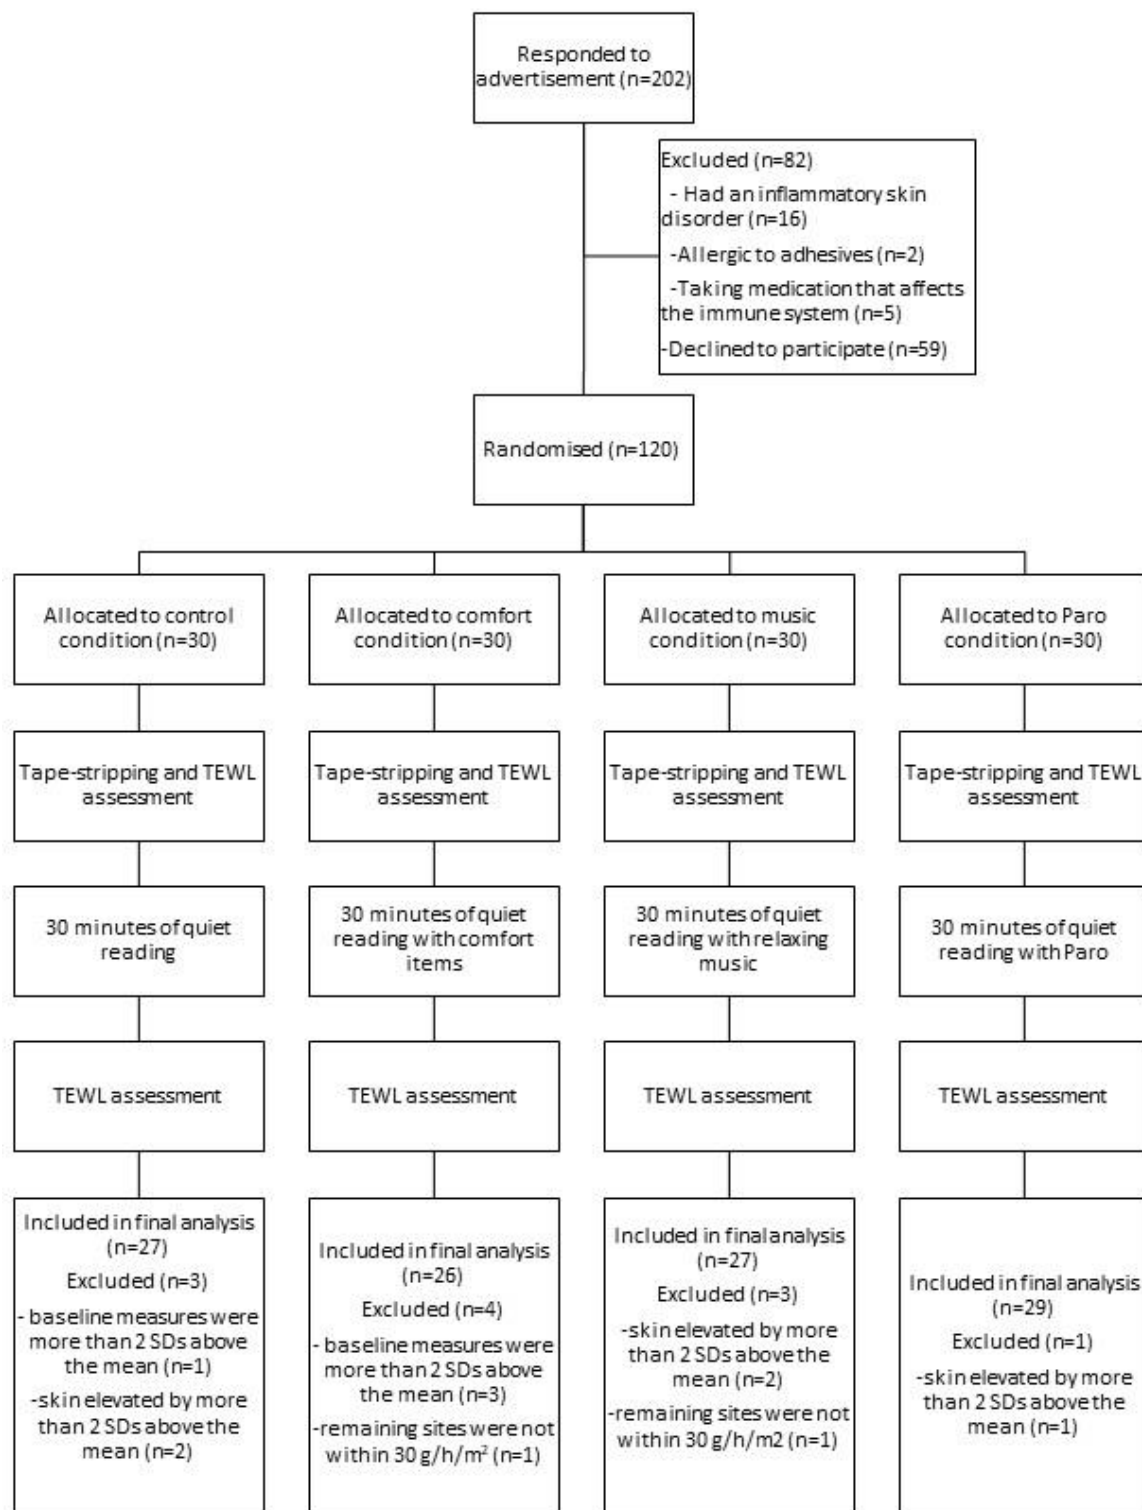 Responded to
advertisement (n=202)
Excluded (n=82)
- Had an inflammatory skin
disorder (n=16)
-Allergic to adhesives (n=2)
-Taking medication that affects
the immune system (n=5)
-Declined to participate (n=59)
Randomised (n=120)
Allocated to control
condition (n=30)
Allocated to comfort
condition (n=30)
Allocated to music
condition (n=30)
Allocated to Paro
condition (n=30)
Tape-stripping and TEWL
assessment
Tape-stripping and TEWL
assessment
Tape-stripping and TEWL
assessment
Tape-stripping and TEWL
assessment
30 minutes of quiet
reading
30 minutes of quiet
reading with comfort
items
30 minutes of quiet
reading with relaxing
music
30 minutes of quiet
reading with Paro
TEWL assessment
TEWL assessment
TEWL assessment
TEWL assessment
Included in final analysis
(n=27)
Excluded (n=3)
- baseline measures were
more than 2 SDs above
the mean (n=1)
-skin elevated by more
than 2 SDs above the
mean (n=2)
Included in final analysis
(n=26)
Excluded (n=4)
- baseline measures were
more than 2 SDs above
the mean (n=3)
-remaining sites were not
within 30 g/h/m² (n=1)
Included in final analysis
(n=27)
Excluded (n=3)
-skin elevated by more
than 2 SDs above the
mean (n=2)
-remaining sites were not
within 30 g/h/m2 (n=1)
Included in final analysis
(n=29)
Excluded (n=1)
-skin elevated by more
than 2 SDs above the
mean (n=1)